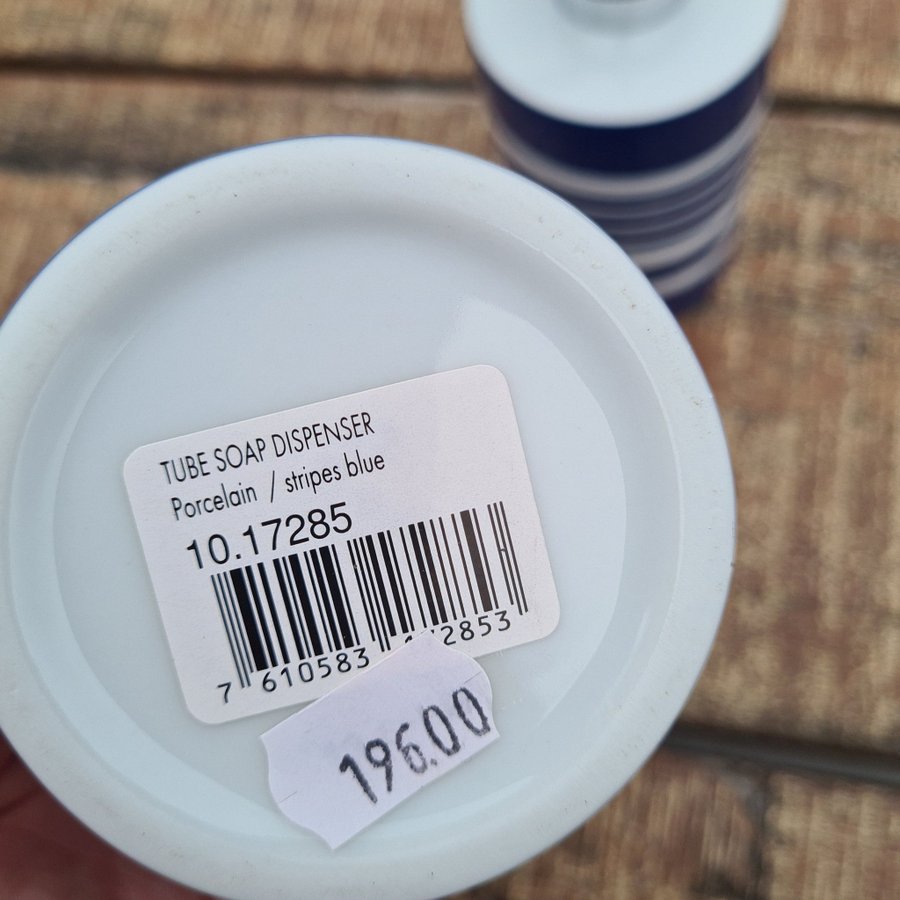 TUBE SOAP DISPENSER
Porcelain / stripes blue
10.17285
7 610583 2853
196.00